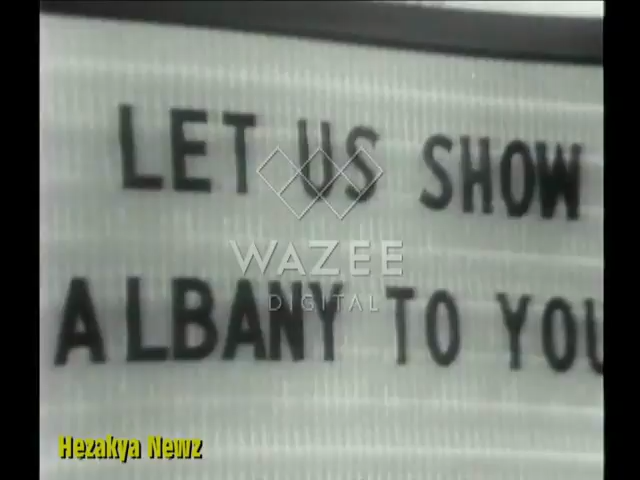 LET US SHOW
WAZEE
DIGITAL
ALBANY TO YOU
Hezakya Newz